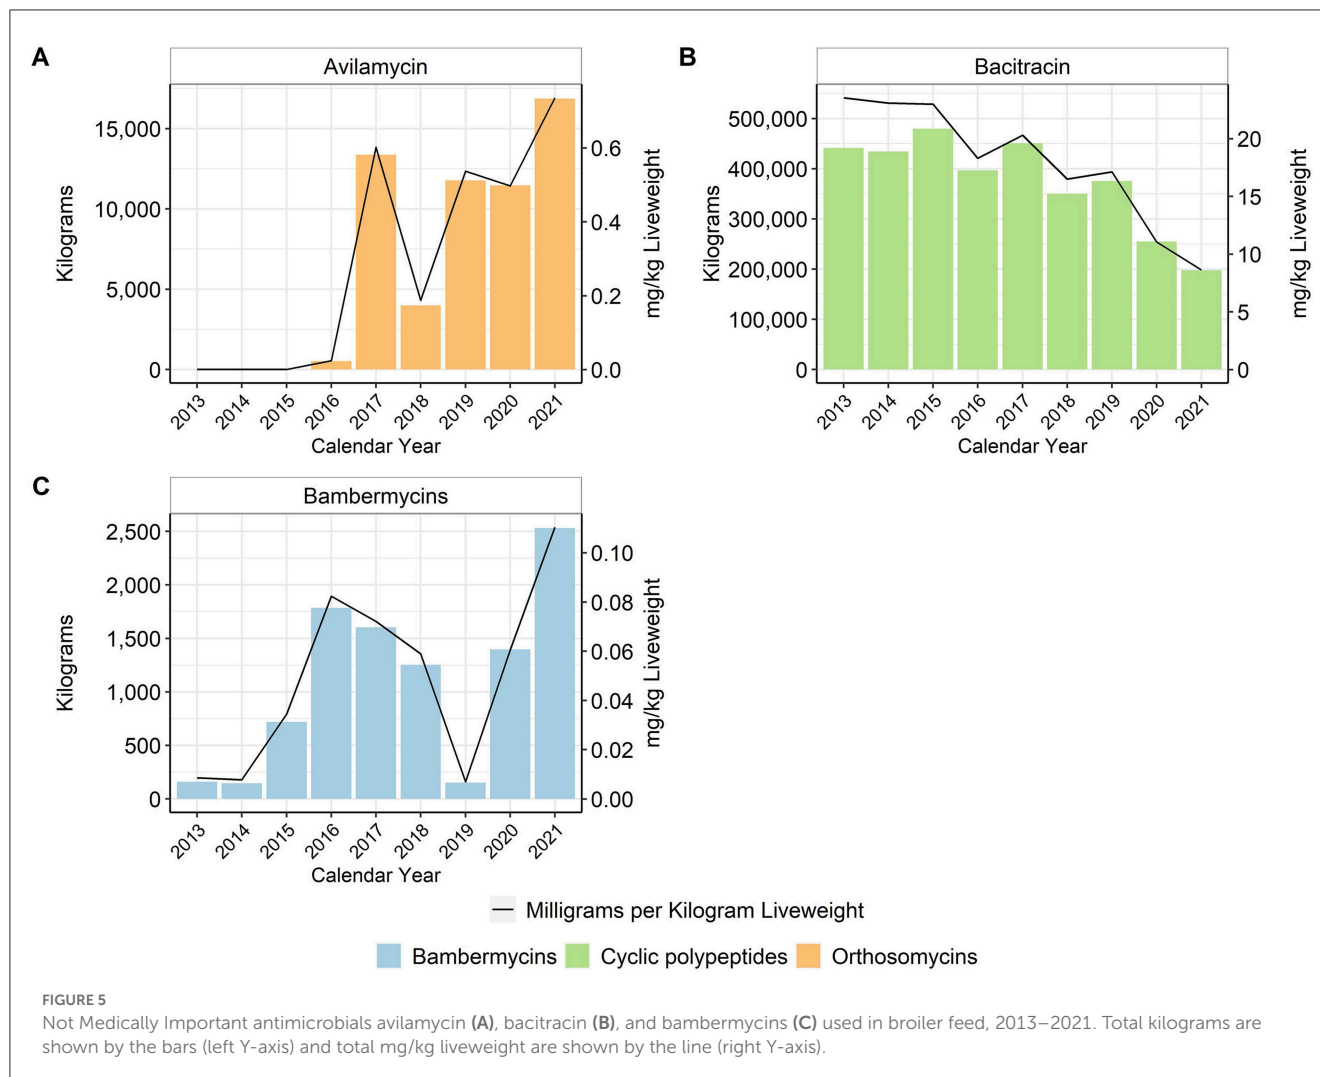 A
Avilamycin
15,000
10,000
5,000
0
Kilograms
0.6
0.4
0.2
0.0
mg/kg Liveweight
2013
2014
2015
2016
2017
2018
2019
2020
2021
Calendar Year
B
Bacitracin
500,000
400,000
300,000
200,000
100,000
0
Kilograms
20
15
10
5
0
mg/kg Liveweight
2013
2014
2015
2016
2017
2018
2019
2020
2021
Calendar Year
C
Bambermycins
2,500
2,000
1,500
1,000
500
0
Kilograms
0.10
0.08
0.06
0.04
0.02
0.00
mg/kg Liveweight
2013
2014
2015
2016
2017
2018
2019
2020
2021
Calendar Year
Milligrams per Kilogram Liveweight
Bambermycins Cyclic polypeptides Orthosomycins
FIGURE 5
Not Medically Important antimicrobials avilamycin (A), bacitracin (B), and bambermycins (C) used in broiler feed, 2013–2021. Total kilograms are
shown by the bars (left Y-axis) and total mg/kg liveweight are shown by the line (right Y-axis).